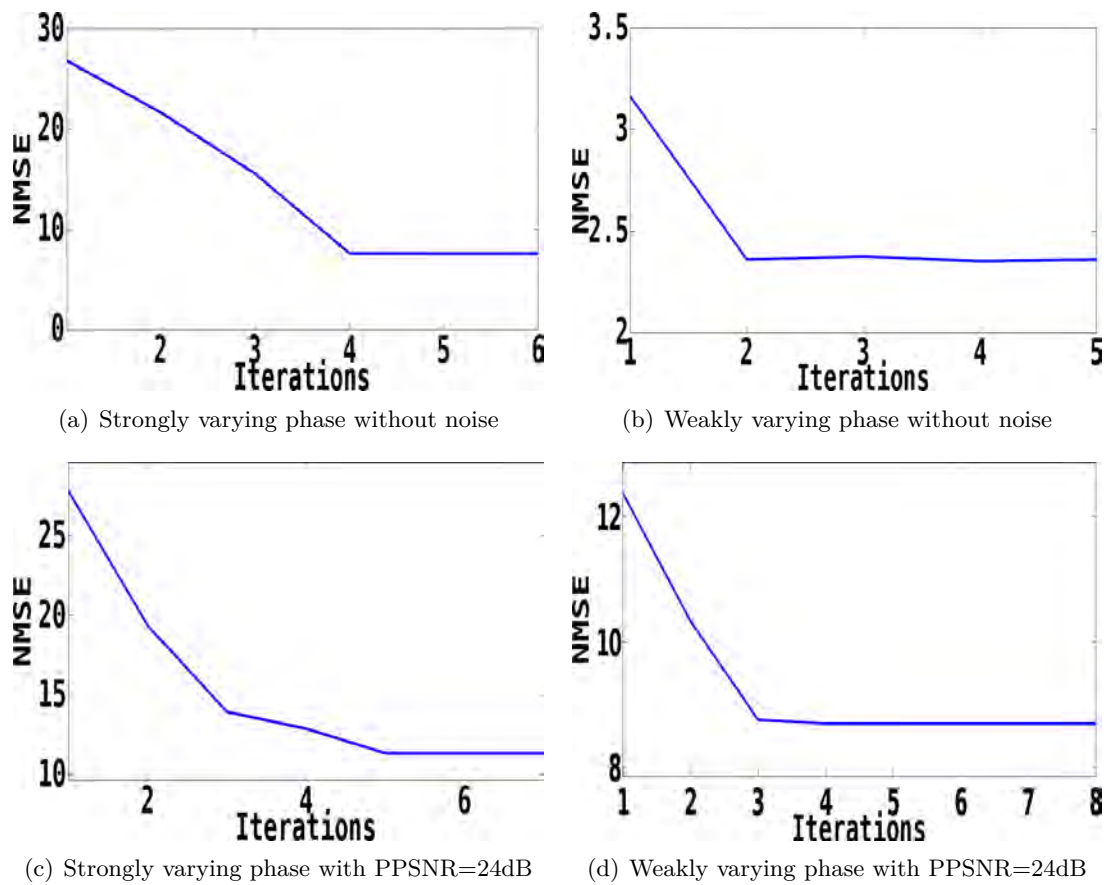 30
20
10
0
NMSE
2 3 4 5 6
Iterations
(a) Strongly varying phase without noise
3.5
3
2.5
2
NMSE
1 2 3 4 5
Iterations
(b) Weakly varying phase without noise
25
20
15
10
NMSE
2 4 6
Iterations
(c) Strongly varying phase with PPSNR=24dB
12
10
8
NMSE
1 2 3 4 5 6 7 8
Iterations
(d) Weakly varying phase with PPSNR=24dB